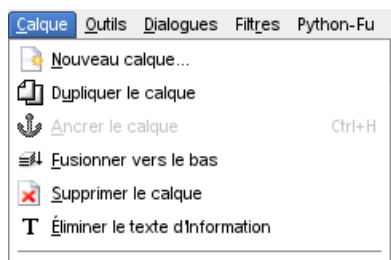 Calque Outils Dialogues Filtres Python-Fu
Nouveau calque...
Dupliquer le calque
Ancrer le calque Ctrl+H
Fusionner vers le bas
Supprimer le calque
T Éliminer le texte d'Information